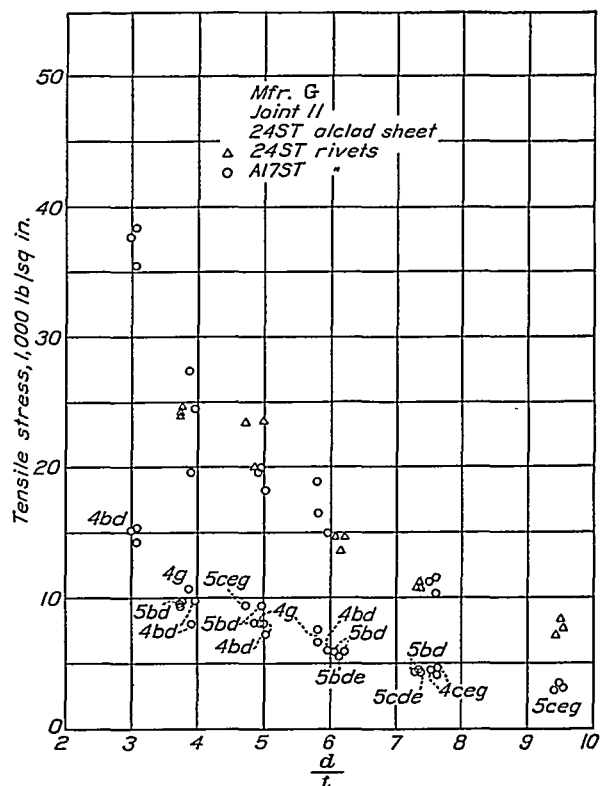 50
Mfr. G
Joint 11
24ST alclad sheet
△ 24ST rivets
○ A17ST "
40
30
20
10
0
Tensile stress, 1,000 lb/sq in.
4bd
4g
5bd
4bd
5ceg
5bd
4bd
4g
4bd
5bd
5bde
5bd
5cde
4ceg
5ceg
2 3 4 5 6 7 8 9 10
d
t